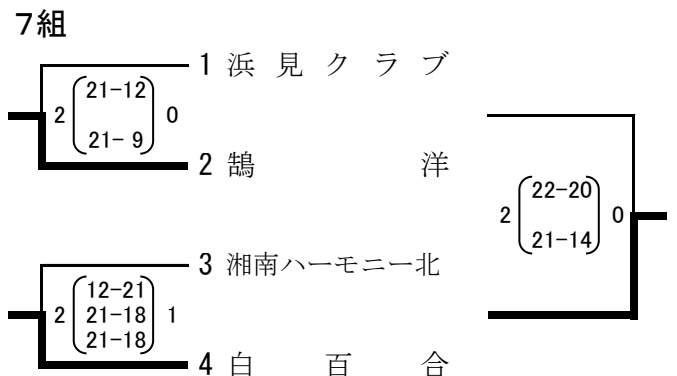 7組
1 浜見クラブ
2 21-12 0
21- 9
2 鵠洋
2 22-20 0
21-14
3 湘南ハーモニー北
12-21
2 21-18 1
21-18
4 白百合